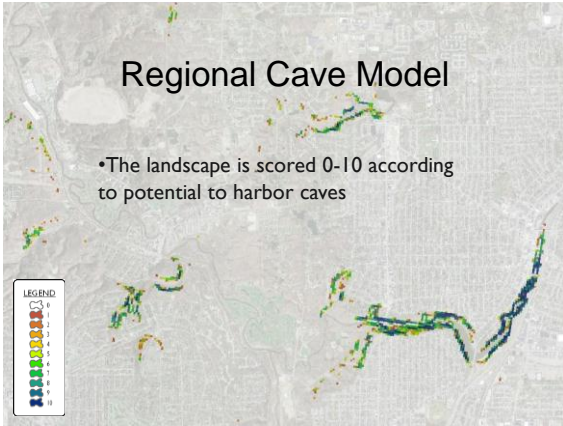 Regional Cave Model
•The landscape is scored 0-10 according
to potential to harbor caves
LEGEND
0
1
2
3
4
5
6
7
8
9
10